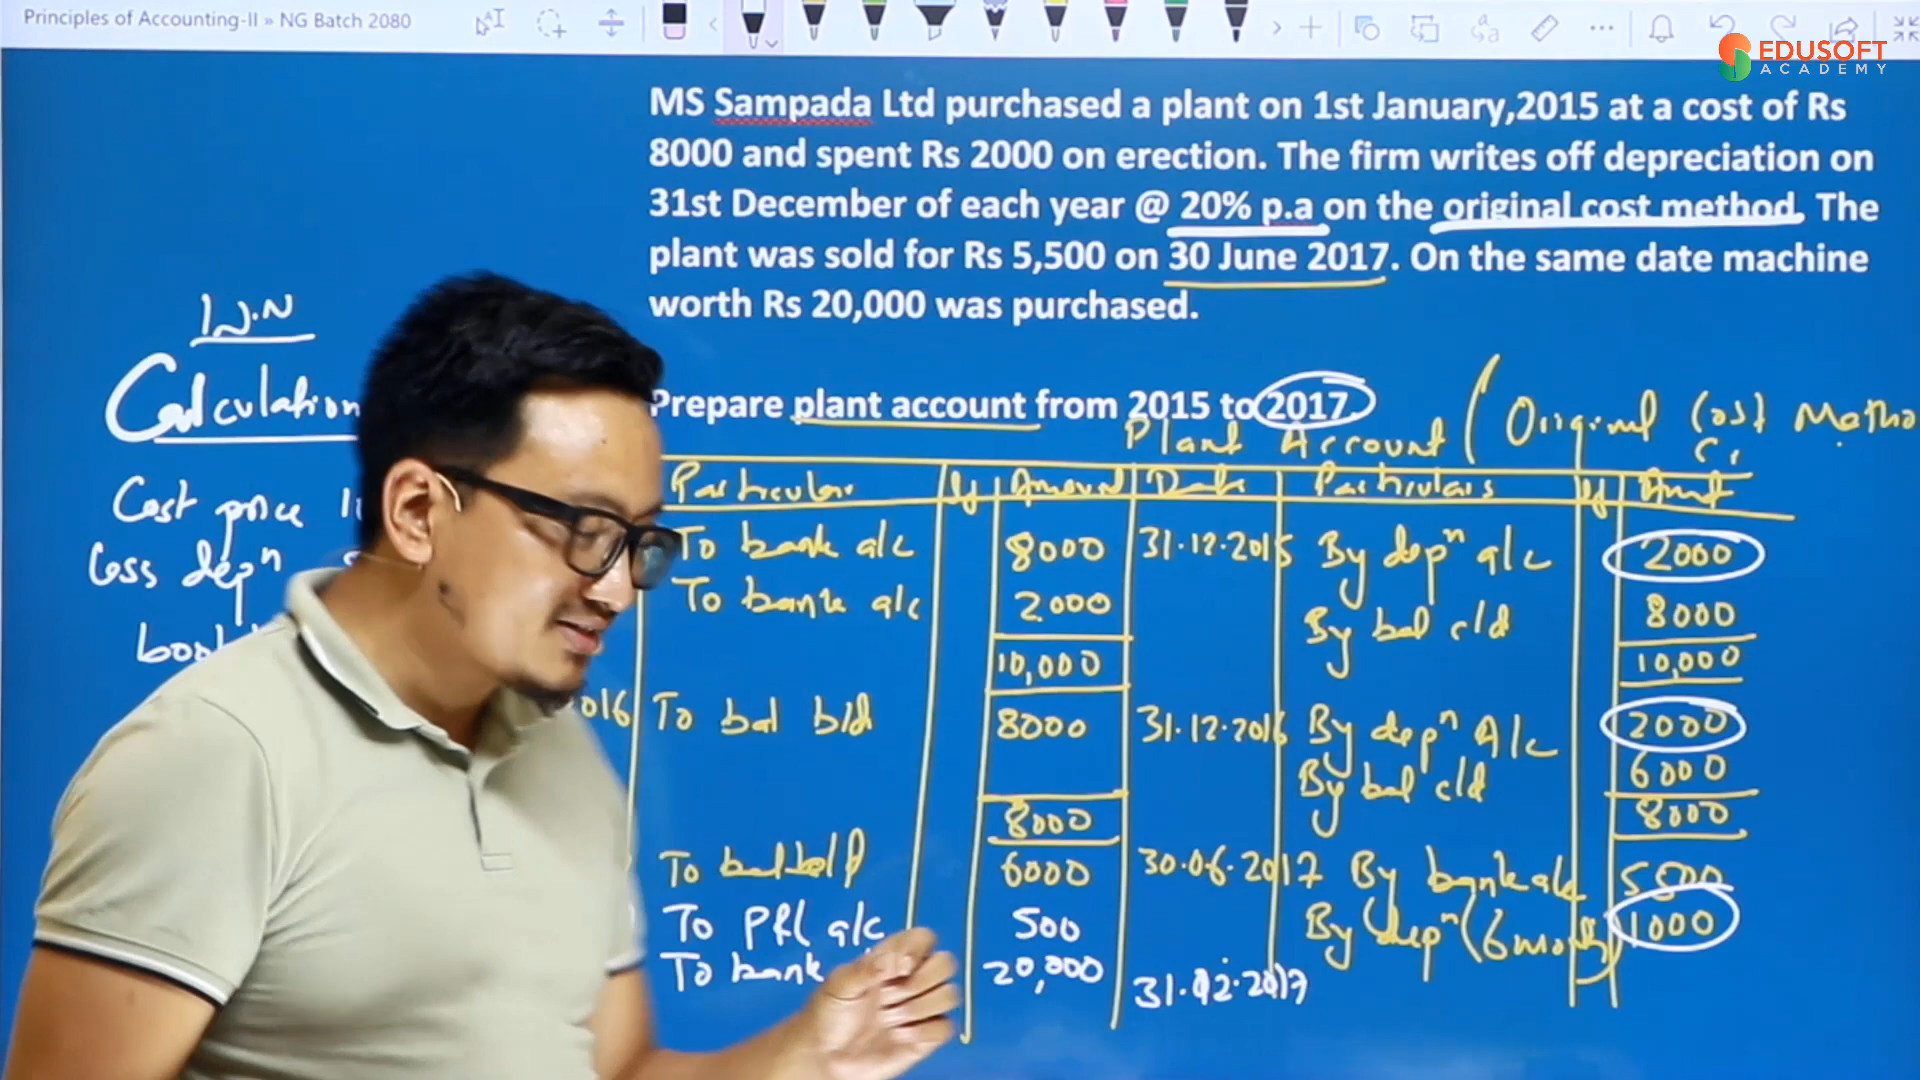 Principles of Accounting-II » NG Batch 2080
EDUSOFT
ACADEMY
MS Sampada Ltd purchased a plant on 1st January,2015 at a cost of Rs
8000 and spent Rs 2000 on erection. The firm writes off depreciation on
31st December of each year @ 20% p.a on the original cost method. The
plant was sold for Rs 5,500 on 30 June 2017. On the same date machine
worth Rs 20,000 was purchased.
Prepare plant account from 2015 to 2017.
W.N
Calculation
Cost price
Less depⁿ
Plant Account (Original Cost Metho
Cr
Particulars lf Amount Date Particulars lf Amt
To bank a/c 8000 31.12.2015 By depⁿ a/c 2000
To bank a/c 2000 By bal c/d 8000
10,000 10,000
016 To bal b/d 8000 31.12.2016 By depⁿ A/c 2000
By bal c/d 6000
8000 8000
To bal b/d 6000 30.06.2017 By bank a/c
To P&L a/c 500 By depⁿ (6 month) 1000
To bank 20,000 31.12.2017